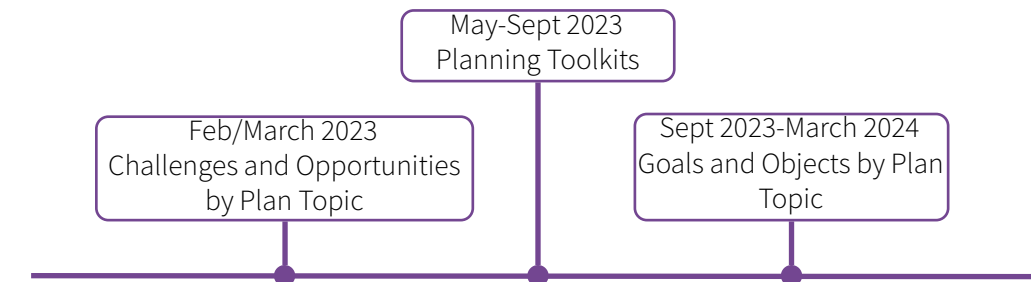 Feb/March 2023
Challenges and Opportunities
by Plan Topic
May-Sept 2023
Planning Toolkits
Sept 2023-March 2024
Goals and Objects by Plan
Topic